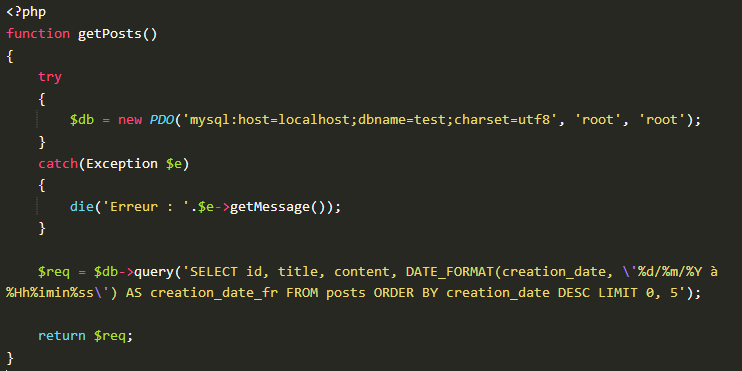 <?php
function getPosts()
{
    try
    {
        $db = new PDO('mysql:host=localhost;dbname=test;charset=utf8', 'root', 'root');
    }
    catch(Exception $e)
    {
        die('Erreur : '.$e->getMessage());
    }

    $req = $db->query('SELECT id, title, content, DATE_FORMAT(creation_date, \'%d/%m/%Y à
%Hh%imin%ss\') AS creation_date_fr FROM posts ORDER BY creation_date DESC LIMIT 0, 5');

    return $req;
}